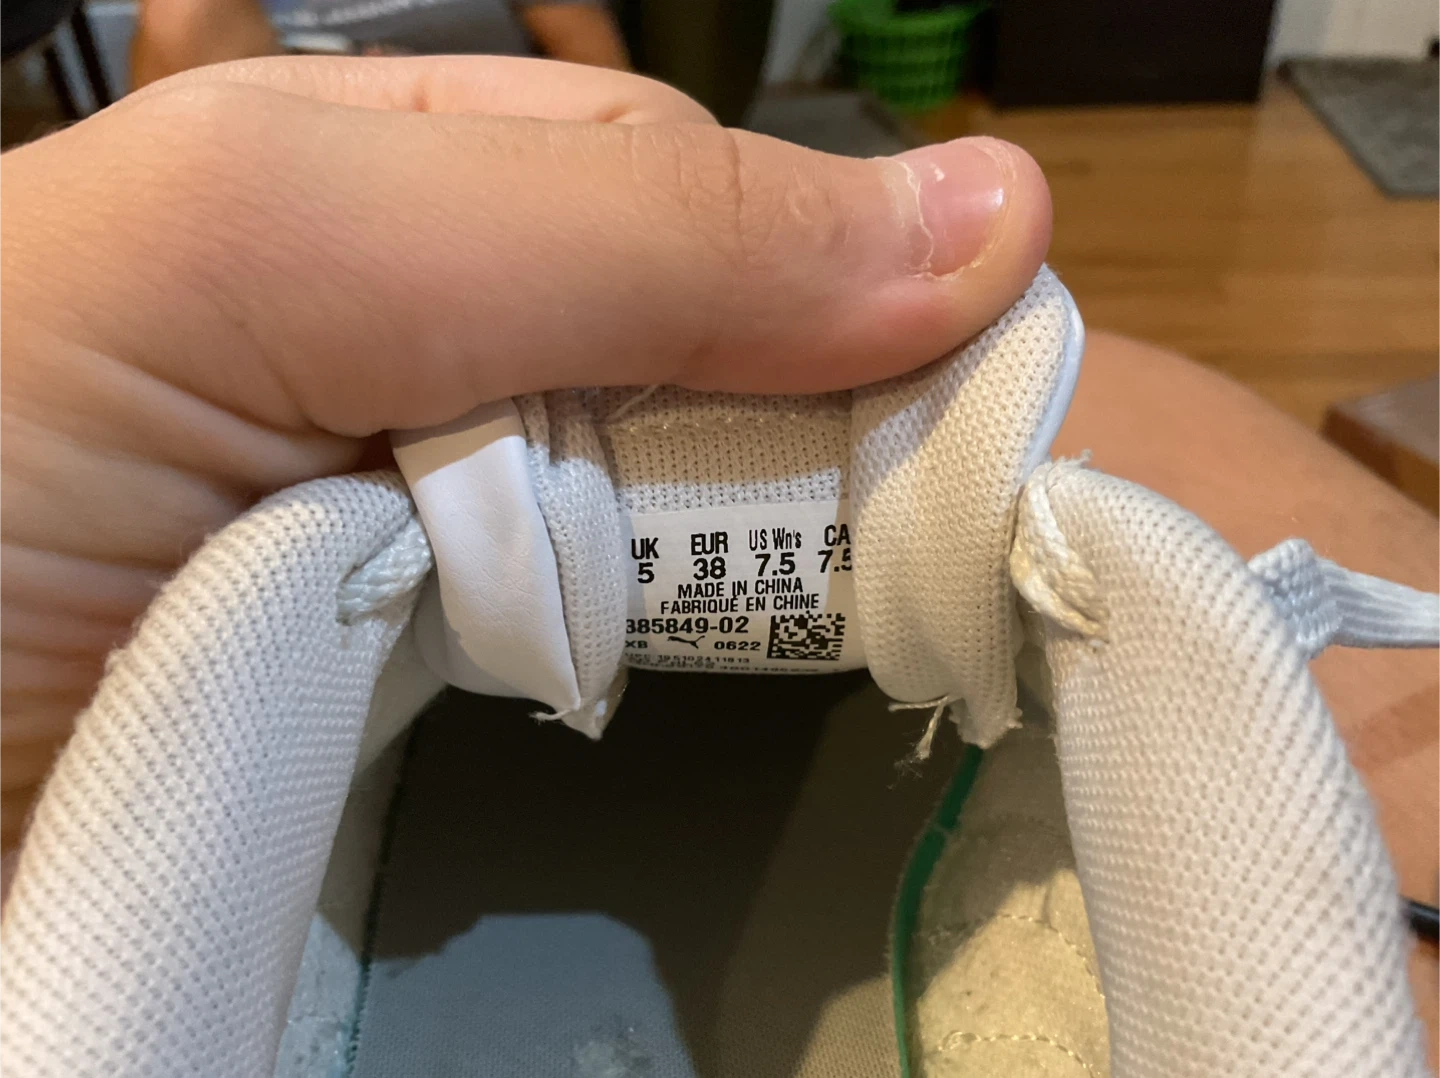 UK EUR US Wn's CA
5 38 7.5 7.5
MADE IN CHINA
FABRIQUÉ EN CHINE
385849-02
XB 0622